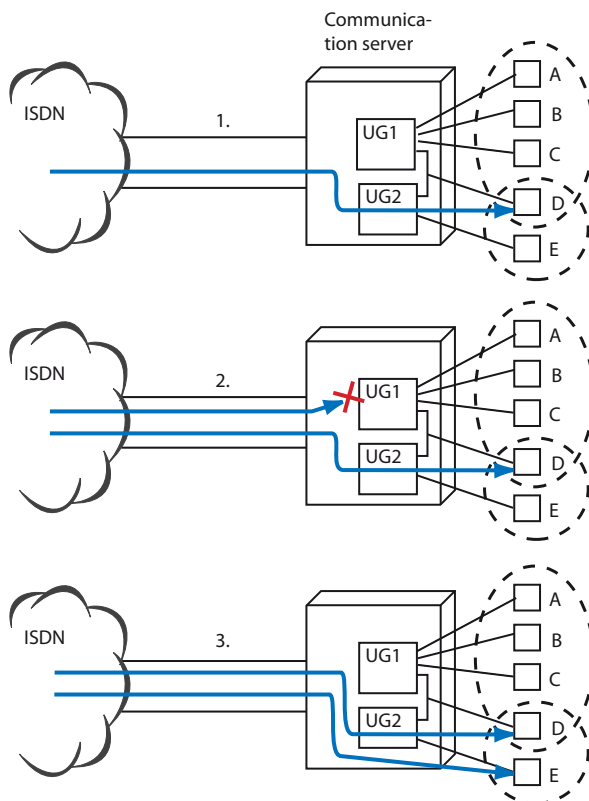 Communica-
tion server
ISDN
1.
UG1
UG2
A
B
C
D
E
ISDN
2.
UG1
UG2
A
B
C
D
E
ISDN
3.
UG1
UG2
A
B
C
D
E